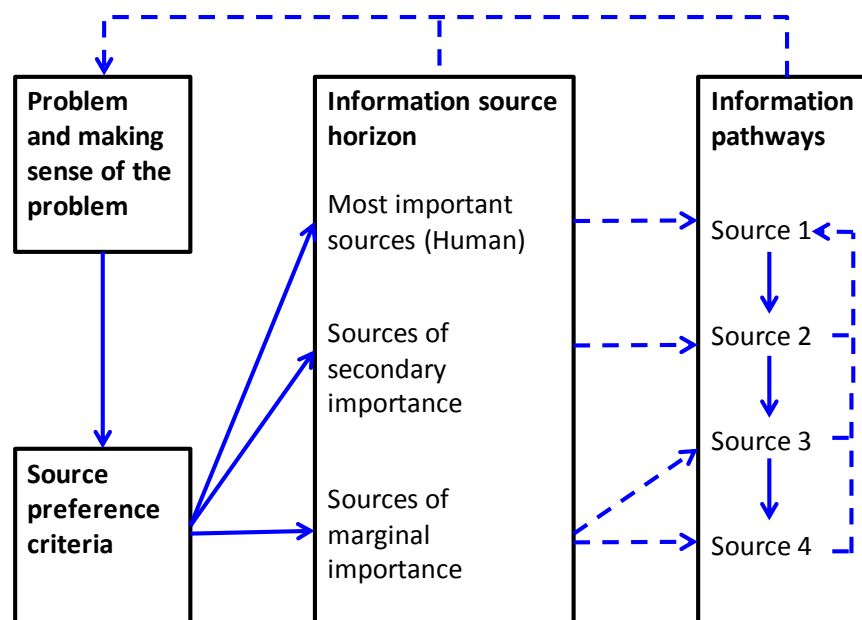 Problem
and making
sense of the
problem
Source
preference
criteria
Information source
horizon
Most important
sources (Human)
Sources of
secondary
importance
Sources of
marginal
importance
Information
pathways
Source 1
Source 2
Source 3
Source 4